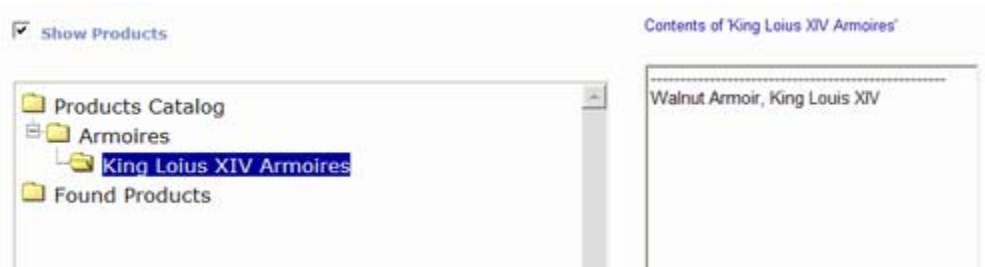 Show Products
Contents of 'King Loius XIV Armoires'
Products Catalog
Armoires
King Loius XIV Armoires
Found Products
--------------------------------------------------
Walnut Armoir, King Louis XIV